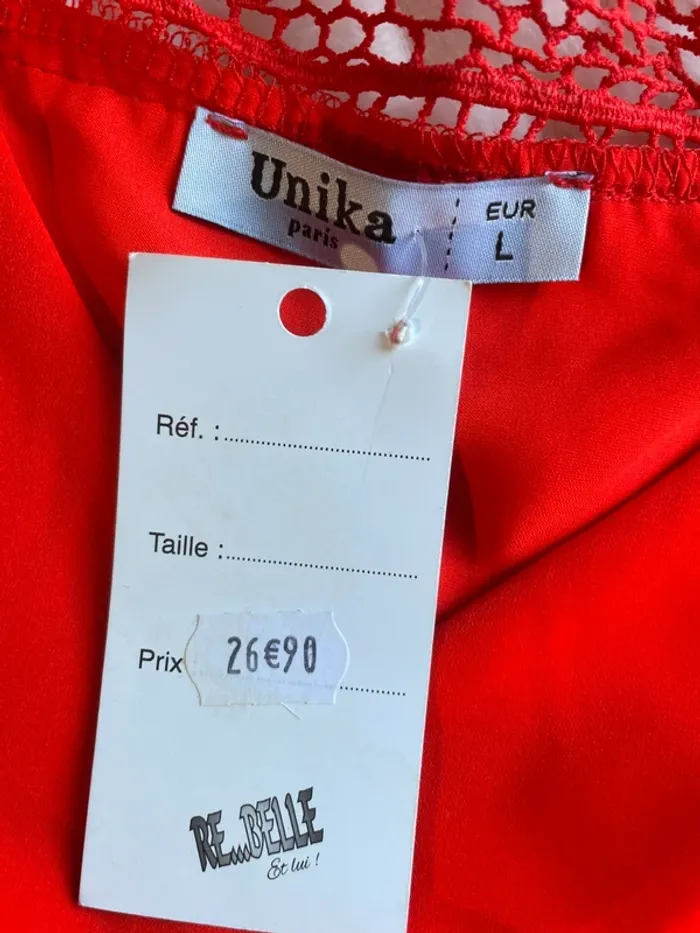 Unika
paris
EUR
L
Réf. :
Taille :
Prix
26€90
RE...BELLE
Et lui !